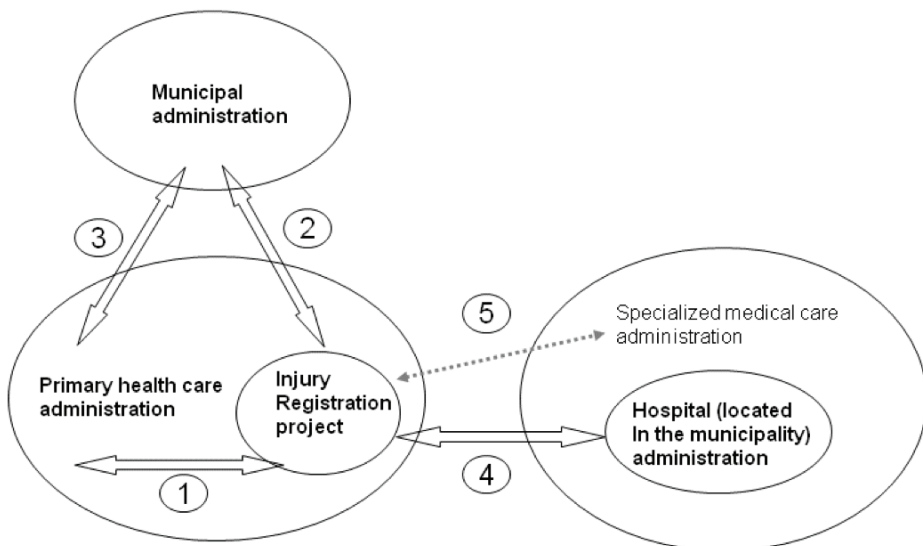 Municipal
administration
3
2
5
Specialized medical care
administration
Primary health care
administration
Injury
Registration
project
Hospital (located
In the municipality)
administration
1
4